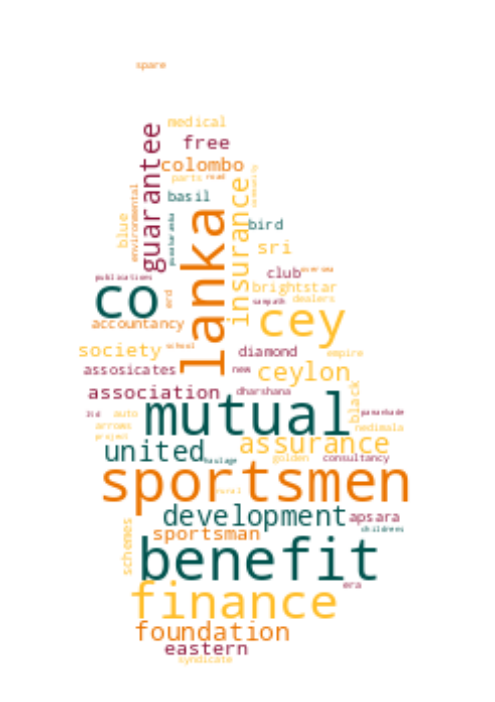 spare
medical
guarantee
free
colombo
parts
road
environmental
basil
insurance
lanka
blue
bird
sri
publications
club
brightstar
co
sampath
dealers
cey
accountancy
society
school
diamond
empire
assosicates
new
ceylon
association
dharshana
black
ltd
auto
mutual
arrows
nedimala
project
assurance
united
haulage
golden
consultancy
sportsmen
rural
development
apsara
schemes
sportsman
childrens
benefit
era
finance
foundation
eastern
syndicate